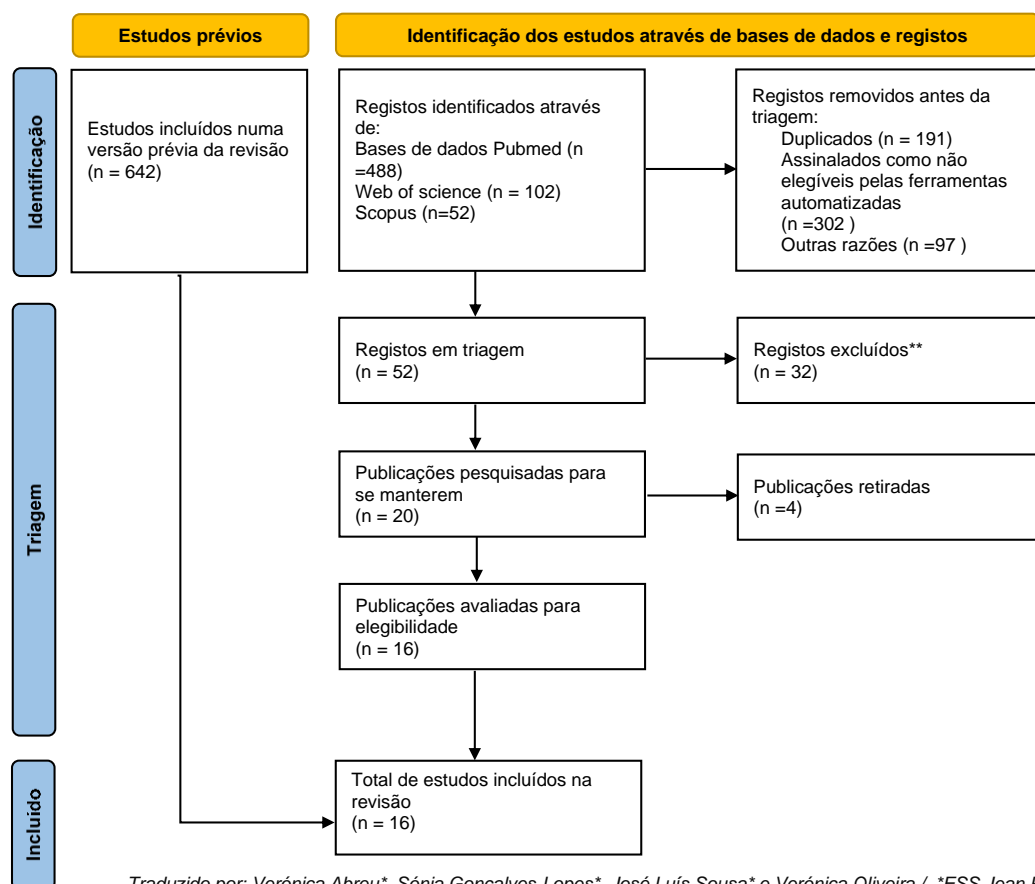 Estudos prévios
Identificação dos estudos através de bases de dados e registos
Identificação
Estudos incluídos numa
versão prévia da revisão
(n = 642)
Registos identificados através
de:
Bases de dados Pubmed (n
=488)
Web of science (n = 102)
Scopus (n=52)
Registos removidos antes da
triagem:
Duplicados (n = 191)
Assinalados como não
elegíveis pelas ferramentas
automatizadas
(n =302 )
Outras razões (n =97 )
Triagem
Registos em triagem
(n = 52)
Registos excluídos**
(n = 32)
Publicações pesquisadas para
se manterem
(n = 20)
Publicações retiradas
(n =4)
Publicações avaliadas para
elegibilidade
(n = 16)
Incluído
Total de estudos incluídos na
revisão
(n = 16)
Traduzido por: Verónica Abreu*, Sónia Gonçalves-Lopes*, José Luís Sousa* e Verónica Oliveira / *ESS Jean